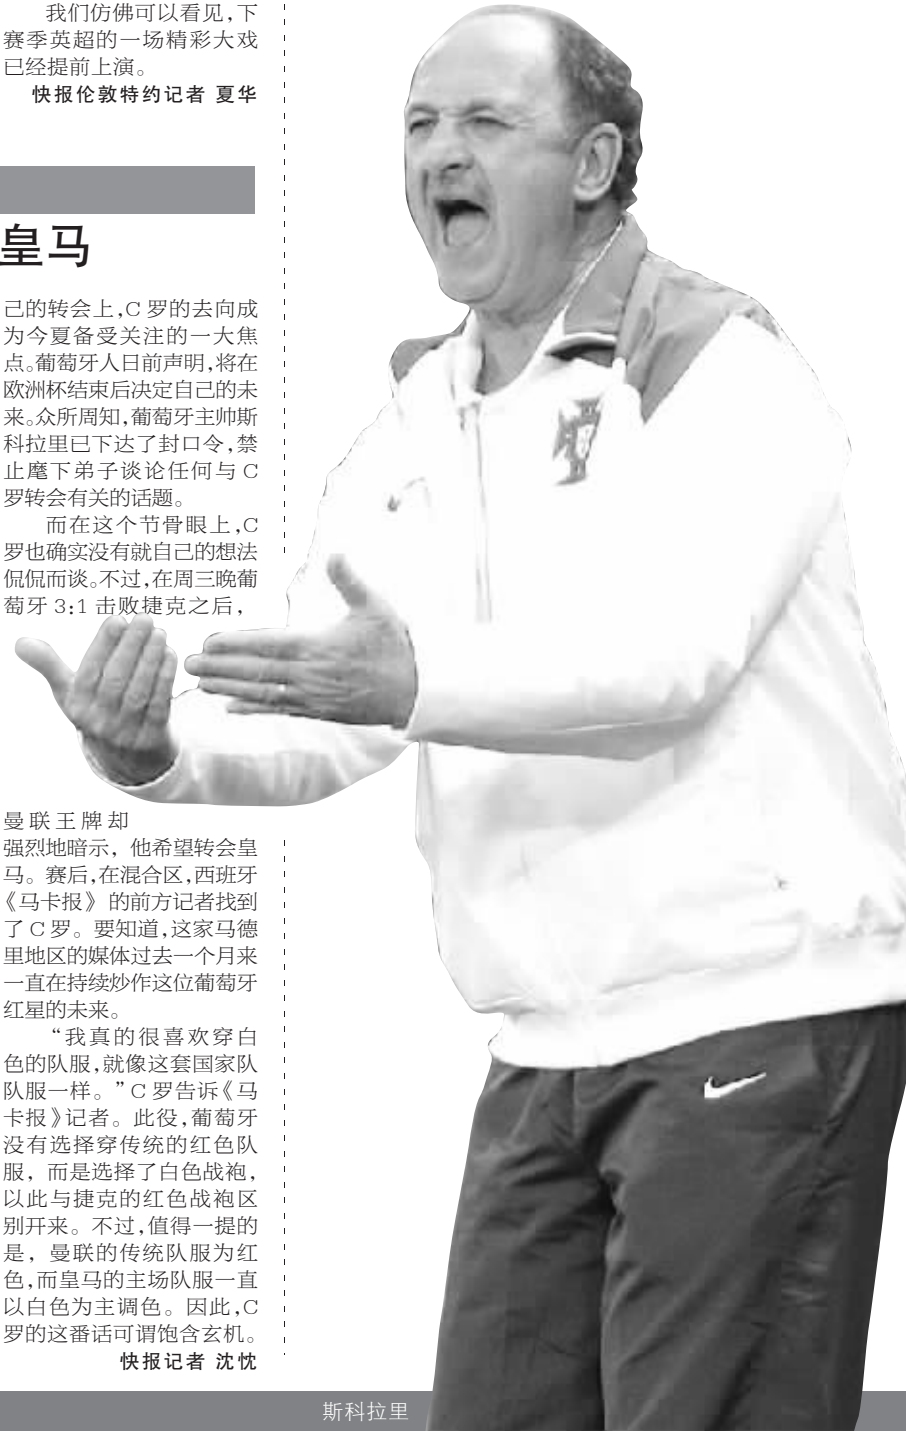 我们仿佛可以看见，下
赛季英超的一场精彩大戏
已经提前上演。
快报伦敦特约记者 夏华
皇马
己的转会上，C 罗的去向成
为今夏备受关注的一大焦
点。葡萄牙人日前声明，将在
欧洲杯结束后决定自己的未
来。众所周知，葡萄牙主帅斯
科拉里已下达了封口令，禁
止麾下弟子谈论任何与 C
罗转会有关的话题。
而在这个节骨眼上，C
罗也确实没有就自己的想法
侃侃而谈。不过，在周三晚葡
萄牙 3:1 击败捷克之后，
曼联王牌却
强烈地暗示，他希望转会皇
马。赛后，在混合区，西班牙
《马卡报》的前方记者找到
了 C 罗。要知道，这家马德
里地区的媒体过去一个月来
一直在持续炒作这位葡萄牙
红星的未来。
“我真的很喜欢穿白
色的队服，就像这套国家队
队服一样。”C 罗告诉《马
卡报》记者。此役，葡萄牙
没有选择穿传统的红色队
服，而是选择了白色战袍，
以此与捷克的红色战袍区
别开来。不过，值得一提的
是，曼联的传统队服为红
色，而皇马的主场队服一直
以白色为主调色。因此，C
罗的这番话可谓饱含玄机。
快报记者 沈忱
斯科拉里